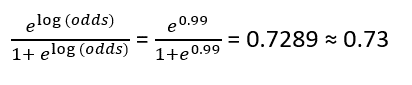 e^log (odds) / 1+ e^log (odds) = e^0.99 / 1+e^0.99 = 0.7289 ≈ 0.73